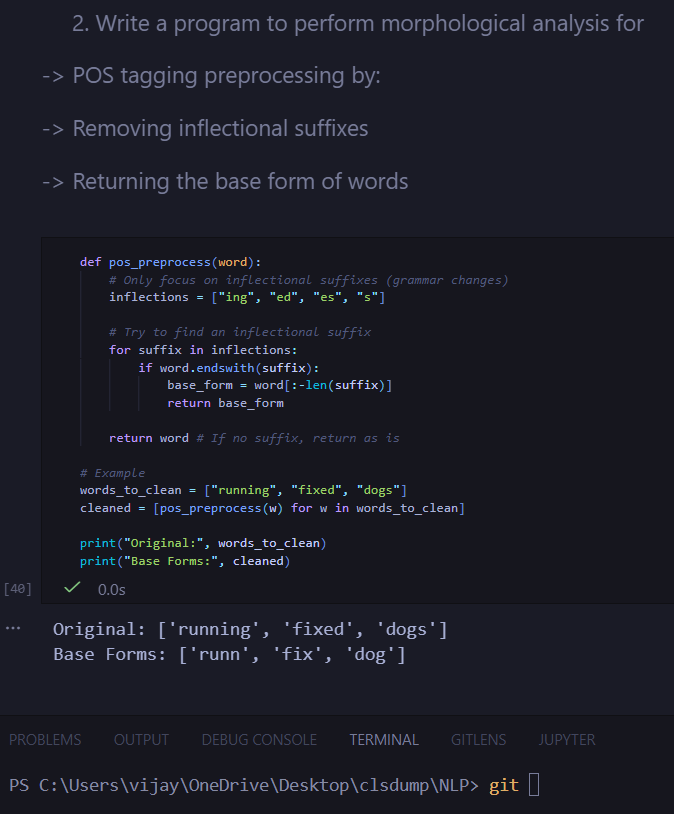 2. Write a program to perform morphological analysis for
-> POS tagging preprocessing by:
-> Removing inflectional suffixes
-> Returning the base form of words
def pos_preprocess(word):
    # Only focus on inflectional suffixes (grammar changes)
    inflections = ["ing", "ed", "es", "s"]
    # Try to find an inflectional suffix
    for suffix in inflections:
        if word.endswith(suffix):
            base_form = word[:-len(suffix)]
            return base_form
    return word # If no suffix, return as is
# Example
words_to_clean = ["running", "fixed", "dogs"]
cleaned = [pos_preprocess(w) for w in words_to_clean]
print("Original:", words_to_clean)
print("Base Forms:", cleaned)
[40] ✓ 0.0s
... Original: ['running', 'fixed', 'dogs']
Base Forms: ['runn', 'fix', 'dog']
PROBLEMS OUTPUT DEBUG CONSOLE TERMINAL GITLENS JUPYTER
PS C:\Users\vijay\OneDrive\Desktop\clsdump\NLP> git